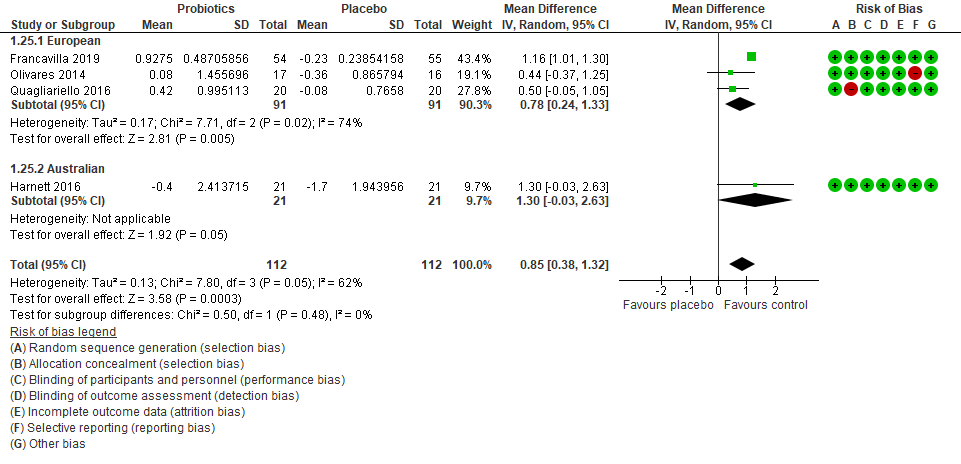 Probiotics Placebo Mean Difference Mean Difference Risk of Bias
Study or Subgroup Mean SD Total Mean SD Total Weight IV, Random, 95% CI IV, Random, 95% CI A B C D E F G
1.25.1 European
Francavilla 2019 0.9275 0.48705856 54 -0.23 0.23854158 55 43.4% 1.16 [1.01, 1.30] + + + + + + +
Olivares 2014 0.08 1.455696 17 -0.36 0.865794 16 19.1% 0.44 [-0.37, 1.25] + + + + + − +
Quagliariello 2016 0.42 0.995113 20 -0.08 0.7658 20 27.8% 0.50 [-0.05, 1.05] + − + + + + +
Subtotal (95% CI) 91 91 90.3% 0.78 [0.24, 1.33]
Heterogeneity: Tau² = 0.17; Chi² = 7.71, df = 2 (P = 0.02); I² = 74%
Test for overall effect: Z = 2.81 (P = 0.005)
1.25.2 Australian
Harnett 2016 -0.4 2.413715 21 -1.7 1.943956 21 9.7% 1.30 [-0.03, 2.63] + + + + + + +
Subtotal (95% CI) 21 21 9.7% 1.30 [-0.03, 2.63]
Heterogeneity: Not applicable
Test for overall effect: Z = 1.92 (P = 0.05)
Total (95% CI) 112 112 100.0% 0.85 [0.38, 1.32]
Heterogeneity: Tau² = 0.13; Chi² = 7.80, df = 3 (P = 0.05); I² = 62%
Test for overall effect: Z = 3.58 (P = 0.0003)
Test for subgroup differences: Chi² = 0.50, df = 1 (P = 0.48), I² = 0%
-2 -1 0 1 2
Favours placebo Favours control
Risk of bias legend
(A) Random sequence generation (selection bias)
(B) Allocation concealment (selection bias)
(C) Blinding of participants and personnel (performance bias)
(D) Blinding of outcome assessment (detection bias)
(E) Incomplete outcome data (attrition bias)
(F) Selective reporting (reporting bias)
(G) Other bias